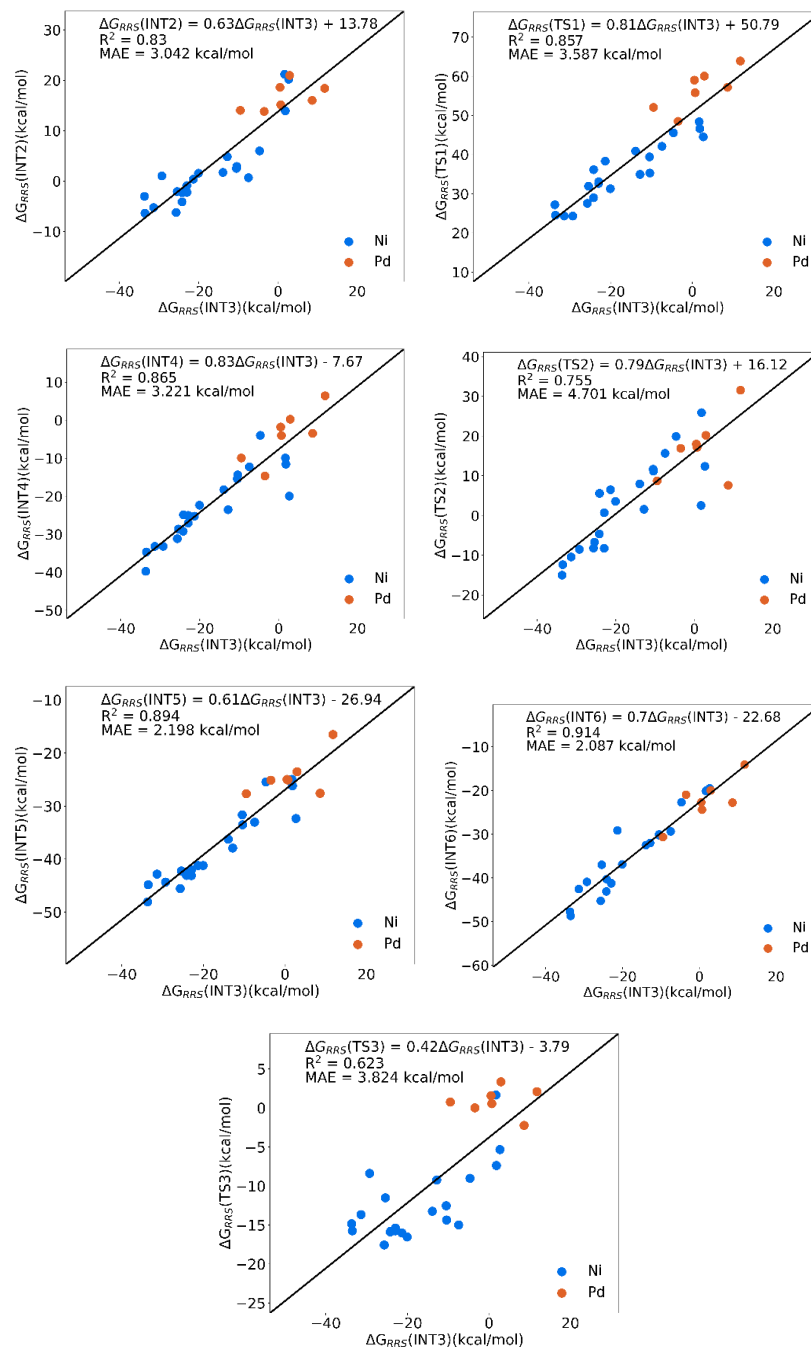 ΔG_RRS(INT2) = 0.63ΔG_RRS(INT3) + 13.78
R² = 0.83
MAE = 3.042 kcal/mol
30
20
10
0
−10
ΔG_RRS(INT2)(kcal/mol)
Ni
Pd
−40
−20
0
20
ΔG_RRS(INT3)(kcal/mol)
ΔG_RRS(TS1) = 0.81ΔG_RRS(INT3) + 50.79
R² = 0.857
MAE = 3.587 kcal/mol
70
60
50
40
30
20
10
ΔG_RRS(TS1)(kcal/mol)
Ni
Pd
−40
−20
0
20
ΔG_RRS(INT3)(kcal/mol)
ΔG_RRS(INT4) = 0.83ΔG_RRS(INT3) - 7.67
R² = 0.865
MAE = 3.221 kcal/mol
10
0
−10
−20
−30
−40
−50
ΔG_RRS(INT4)(kcal/mol)
Ni
Pd
−40
−20
0
20
ΔG_RRS(INT3)(kcal/mol)
ΔG_RRS(TS2) = 0.79ΔG_RRS(INT3) + 16.12
R² = 0.755
MAE = 4.701 kcal/mol
40
30
20
10
0
−10
−20
ΔG_RRS(TS2)(kcal/mol)
Ni
Pd
−40
−20
0
20
ΔG_RRS(INT3)(kcal/mol)
ΔG_RRS(INT5) = 0.61ΔG_RRS(INT3) - 26.94
R² = 0.894
MAE = 2.198 kcal/mol
−10
−20
−30
−40
−50
ΔG_RRS(INT5)(kcal/mol)
Ni
Pd
−40
−20
0
20
ΔG_RRS(INT3)(kcal/mol)
ΔG_RRS(INT6) = 0.7ΔG_RRS(INT3) - 22.68
R² = 0.914
MAE = 2.087 kcal/mol
−10
−20
−30
−40
−50
−60
ΔG_RRS(INT6)(kcal/mol)
Ni
Pd
−40
−20
0
20
ΔG_RRS(INT3)(kcal/mol)
ΔG_RRS(TS3) = 0.42ΔG_RRS(INT3) - 3.79
R² = 0.623
MAE = 3.824 kcal/mol
5
0
−5
−10
−15
−20
−25
ΔG_RRS(TS3)(kcal/mol)
Ni
Pd
−40
−20
0
20
ΔG_RRS(INT3)(kcal/mol)